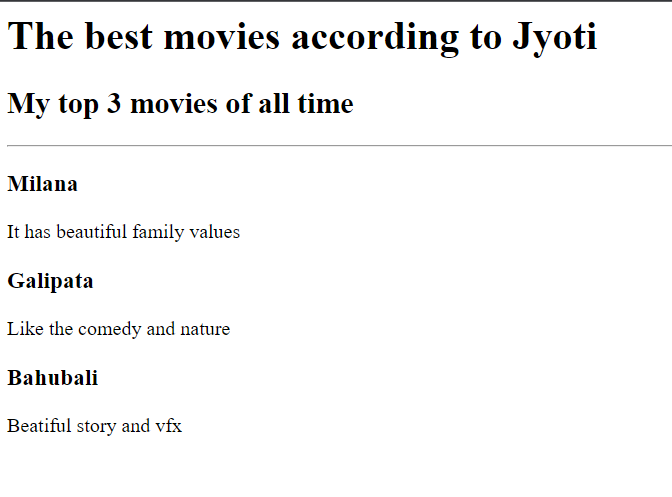 The best movies according to Jyoti
My top 3 movies of all time
Milana
It has beautiful family values
Galipata
Like the comedy and nature
Bahubali
Beatiful story and vfx